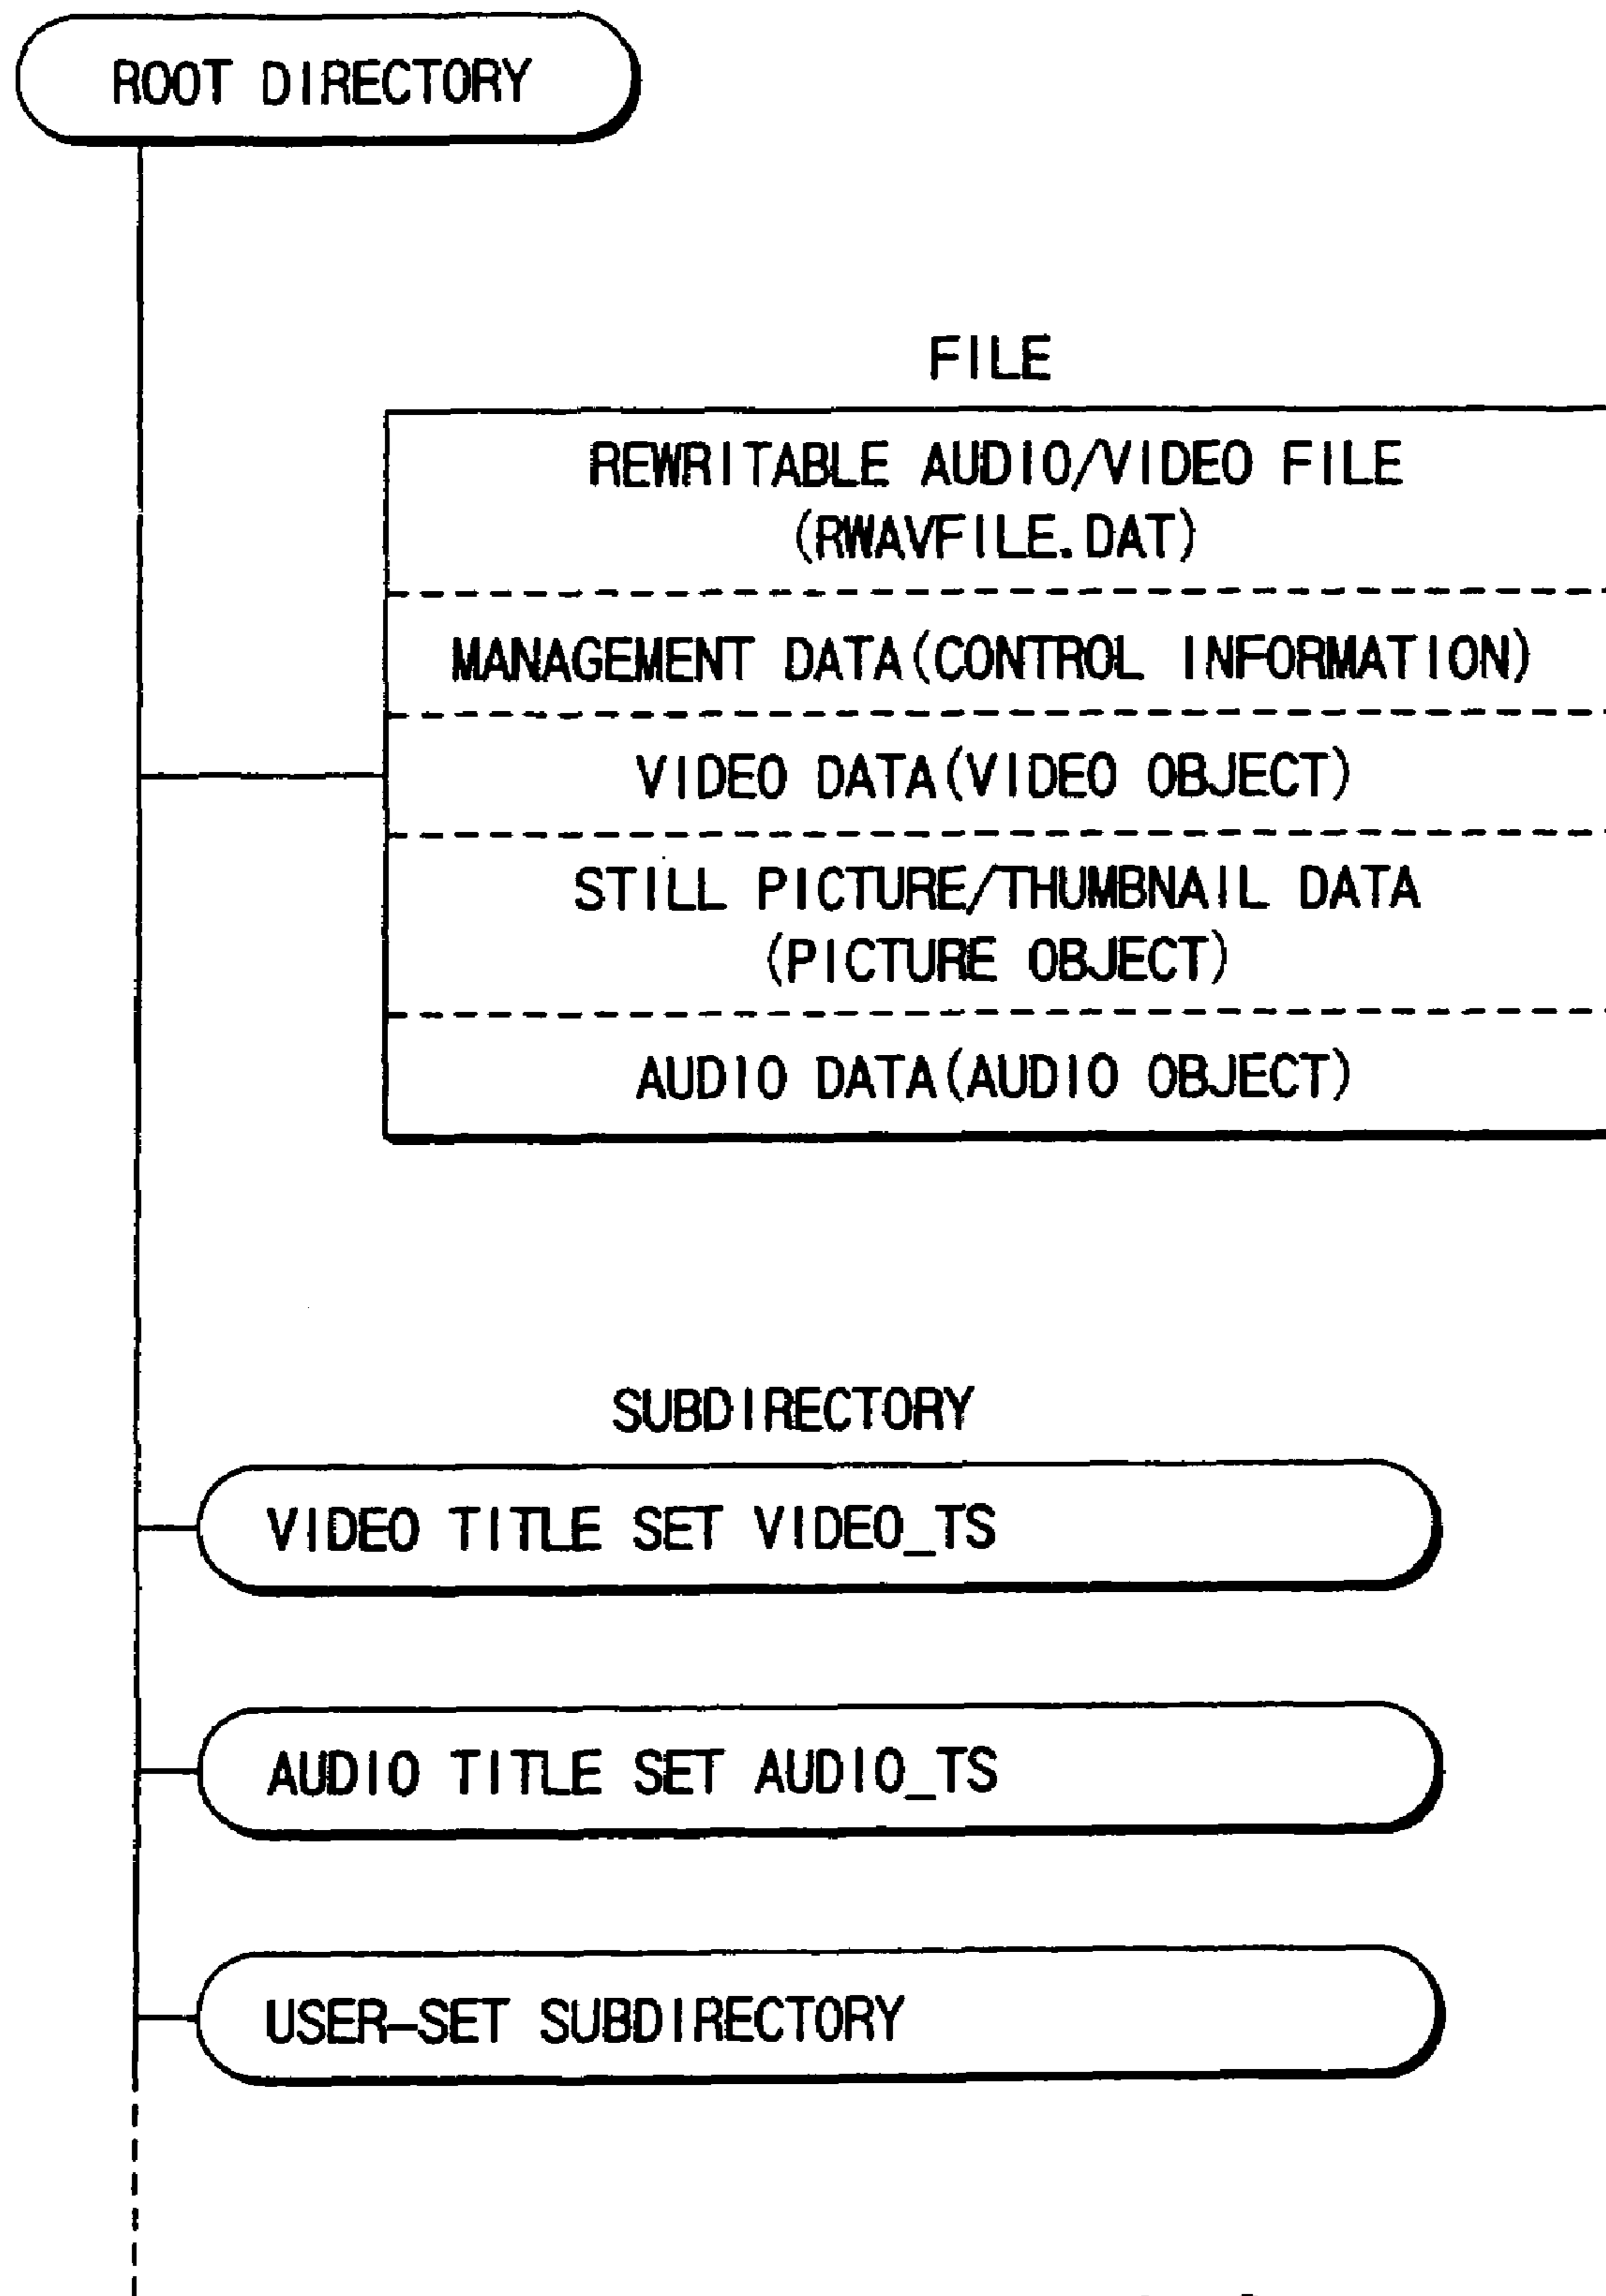 ROOT DIRECTORY
FILE
REWRITABLE AUDIO/VIDEO FILE
(RWAVFILE.DAT)
MANAGEMENT DATA(CONTROL INFORMATION)
VIDEO DATA(VIDEO OBJECT)
STILL PICTURE/THUMBNAIL DATA
(PICTURE OBJECT)
AUDIO DATA(AUDIO OBJECT)
SUBDIRECTORY
VIDEO TITLE SET VIDEO_TS
AUDIO TITLE SET AUDIO_TS
USER-SET SUBDIRECTORY